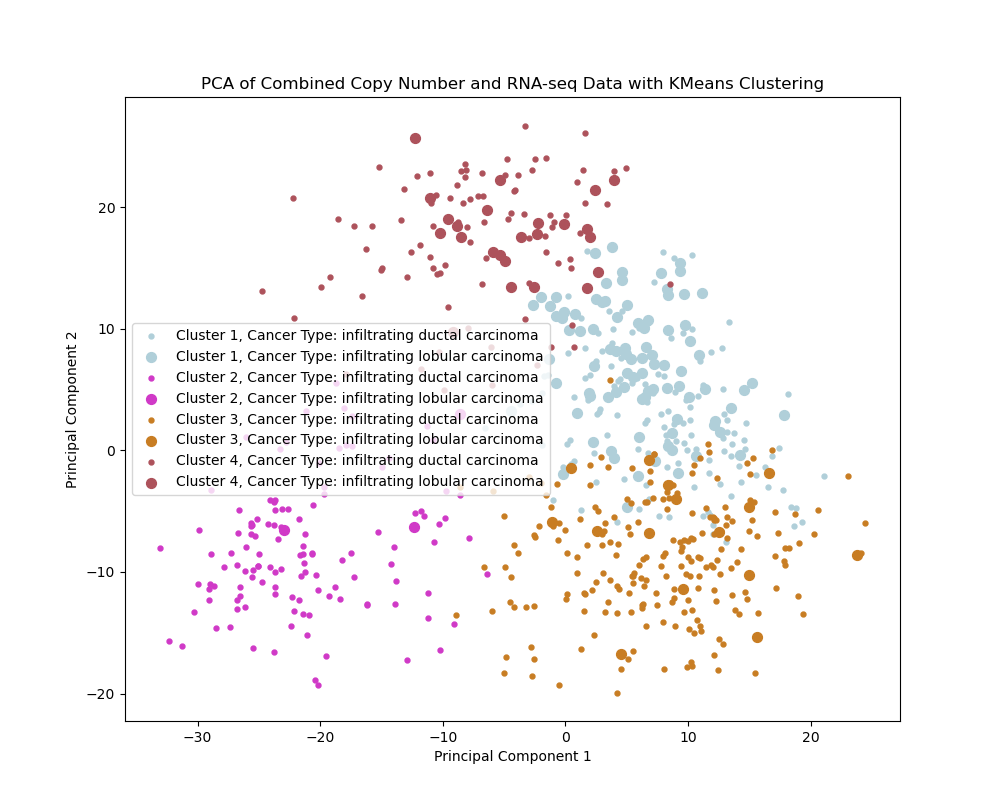 PCA of Combined Copy Number and RNA-seq Data with KMeans Clustering
Principal Component 2
20
10
0
−10
−20
Cluster 1, Cancer Type: infiltrating ductal carcinoma
Cluster 1, Cancer Type: infiltrating lobular carcinoma
Cluster 2, Cancer Type: infiltrating ductal carcinoma
Cluster 2, Cancer Type: infiltrating lobular carcinoma
Cluster 3, Cancer Type: infiltrating ductal carcinoma
Cluster 3, Cancer Type: infiltrating lobular carcinoma
Cluster 4, Cancer Type: infiltrating ductal carcinoma
Cluster 4, Cancer Type: infiltrating lobular carcinoma
−30
−20
−10
0
10
20
Principal Component 1